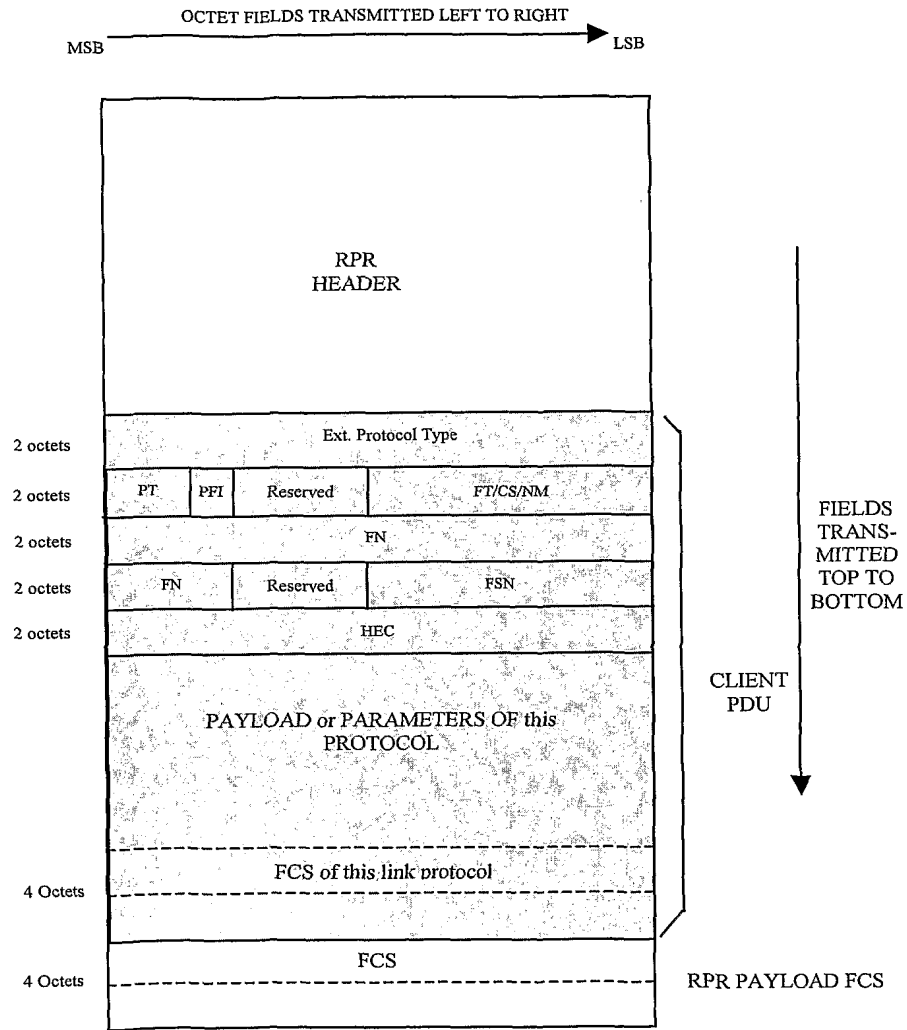 OCTET FIELDS TRANSMITTED LEFT TO RIGHT
MSB
LSB
RPR
HEADER
2 octets
Ext. Protocol Type
2 octets
PT
PFI
Reserved
FT/CS/NM
2 octets
FN
2 octets
FN
Reserved
FSN
2 octets
HEC
PAYLOAD or PARAMETERS OF this
PROTOCOL
FCS of this link protocol
4 Octets
FCS
4 Octets
RPR PAYLOAD FCS
CLIENT
PDU
FIELDS
TRANS-
MITTED
TOP TO
BOTTOM